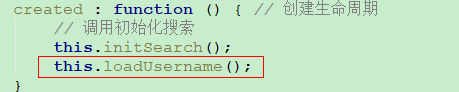 created : function () { // 创建生命周期
// 调用初始化搜索
this.initSearch();
this.loadUsername();
}